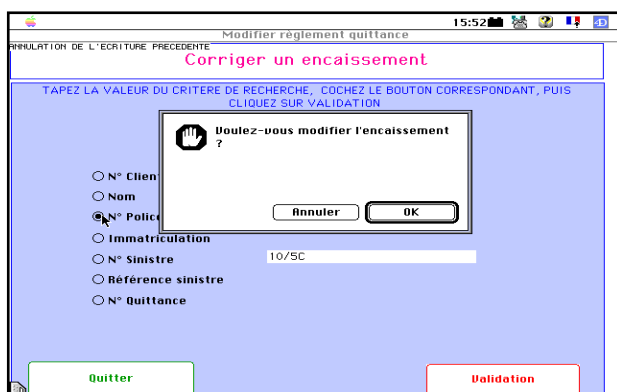 15:52
Modifier règlement quittance
ANNULATION DE L'ECRITURE PRECEDENTE
Corriger un encaissement
TAPEZ LA VALEUR DU CRITERE DE RECHERCHE, COCHEZ LE BOUTON CORRESPONDANT, PUIS
CLIQUEZ SUR VALIDATION
Voulez-vous modifier l'encaissement
?
Annuler
OK
N° Clien
Nom
N° Polic
Immatriculation
N° Sinistre
10/5C
Référence sinistre
N° Quittance
Quitter
Validation